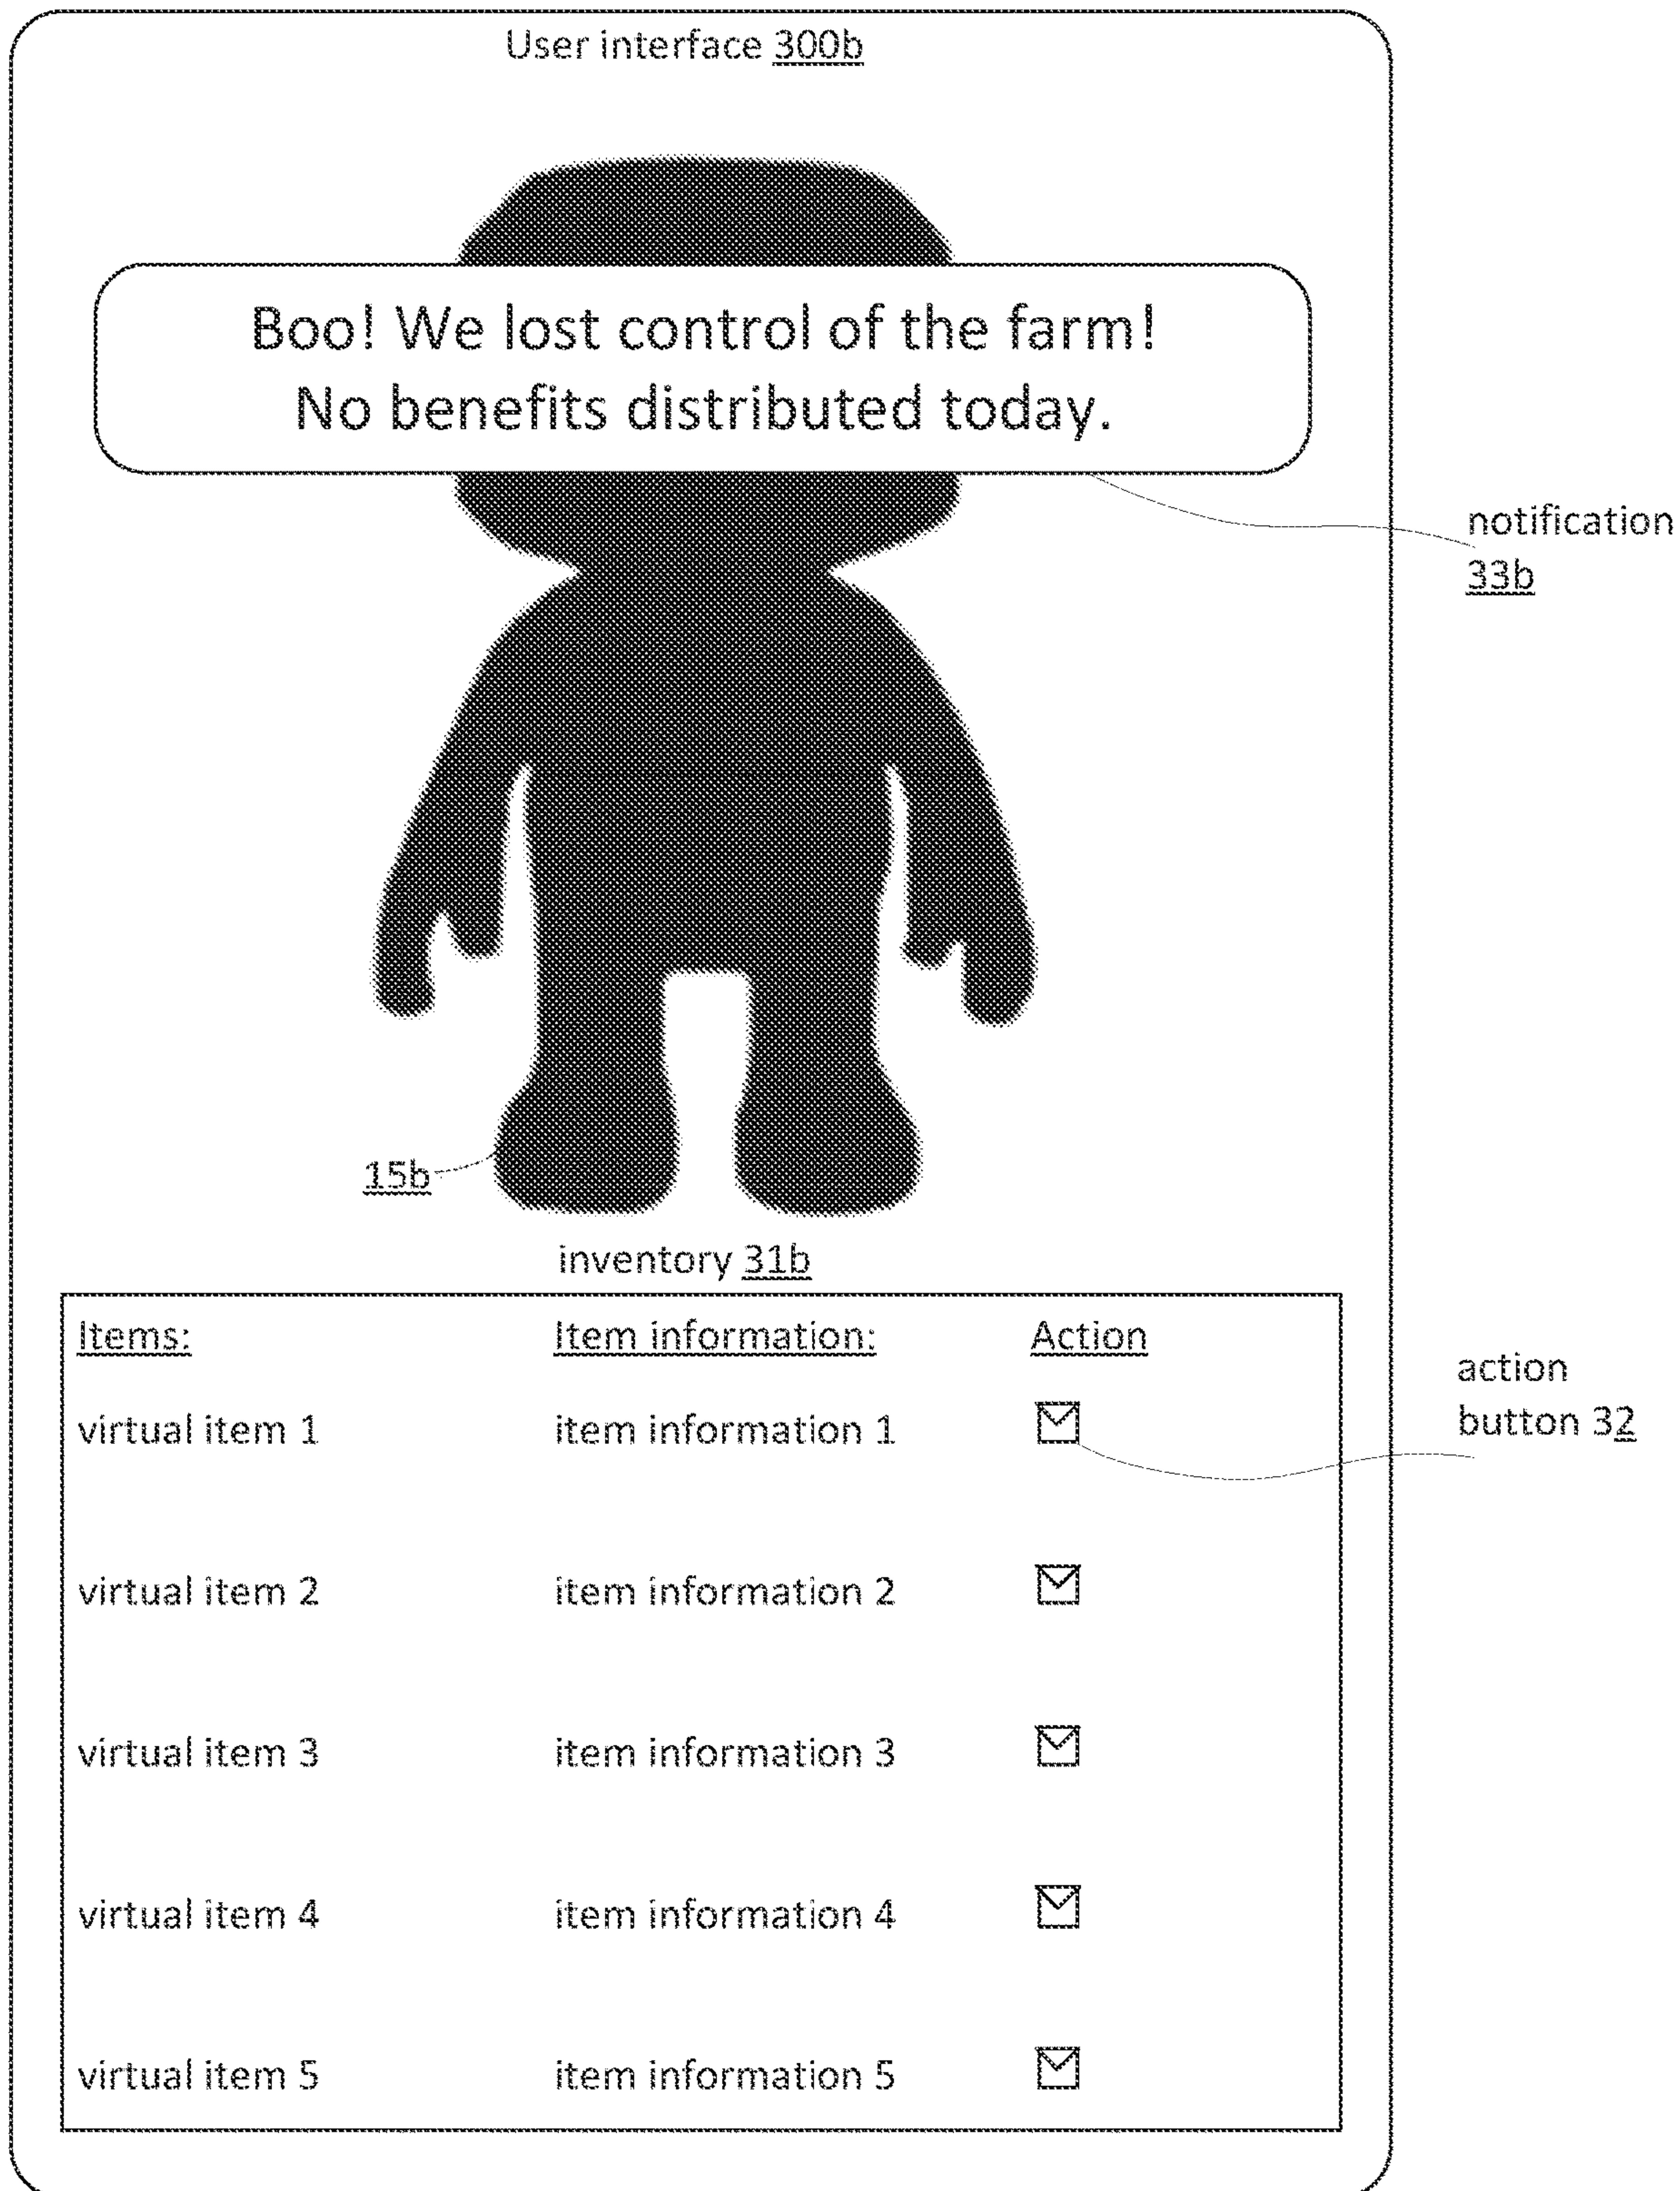 User interface 300b
Boo! We lost control of the farm!
No benefits distributed today.
notification
33b
15b
inventory 31b
Items: Item information: Action
action
button 32
virtual item 1 item information 1
virtual item 2 item information 2
virtual item 3 item information 3
virtual item 4 item information 4
virtual item 5 item information 5